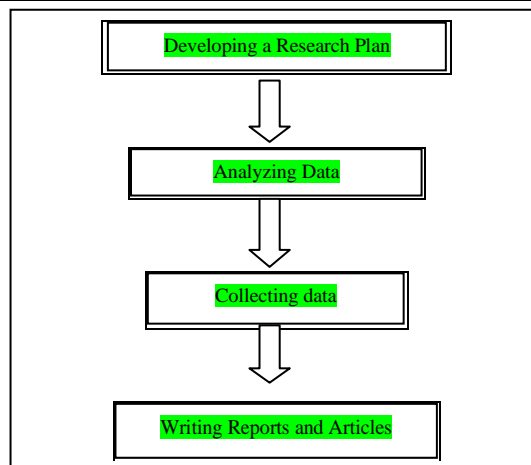 Developing a Research Plan
Analyzing Data
Collecting data
Writing Reports and Articles